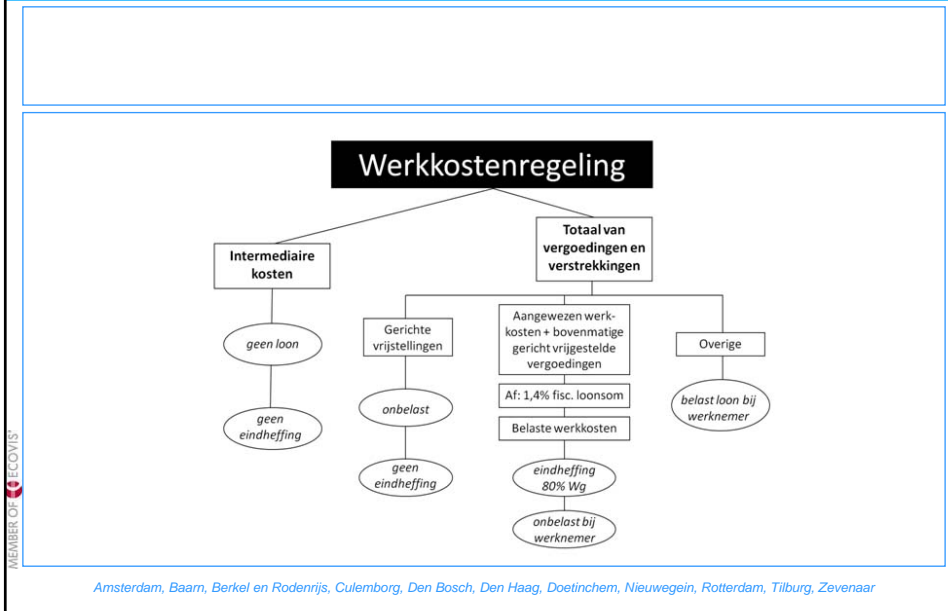 Werkkostenregeling
Intermediaire
kosten
geen loon
geen
eindheffing
Totaal van
vergoedingen en
verstrekkingen
Gerichte
vrijstellingen
onbelast
geen
eindheffing
Aangewezen werk-
kosten + bovenmatige
gericht vrijgestelde
vergoedingen
Af: 1,4% fisc. loonsom
Belaste werkkosten
eindheffing
80% Wg
onbelast bij
werknemer
Overige
belast loon bij
werknemer
MEMBER OF ECOVIS®
Amsterdam, Baarn, Berkel en Rodenrijs, Culemborg, Den Bosch, Den Haag, Doetinchem, Nieuwegein, Rotterdam, Tilburg, Zevenaar